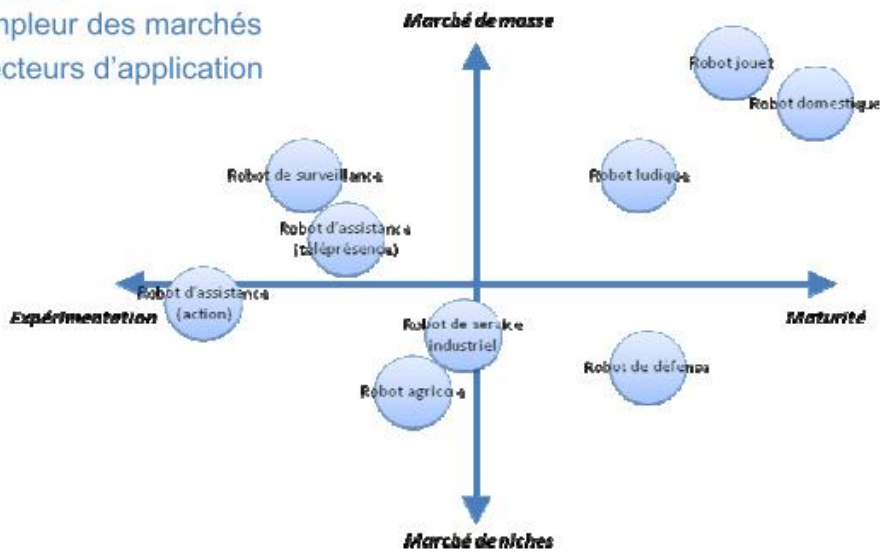 mpleur des marchés
ecteurs d'application
Marché de masse
Robot jouet
Robot domestique
Robot de surveillance
Robot ludique
Robot d'assistance
(téléprésence)
Robot d'assistance
(action)
Expérimentation
Maturité
Robot de service
industriel
Robot de défense
Robot agricole
Marché de niches